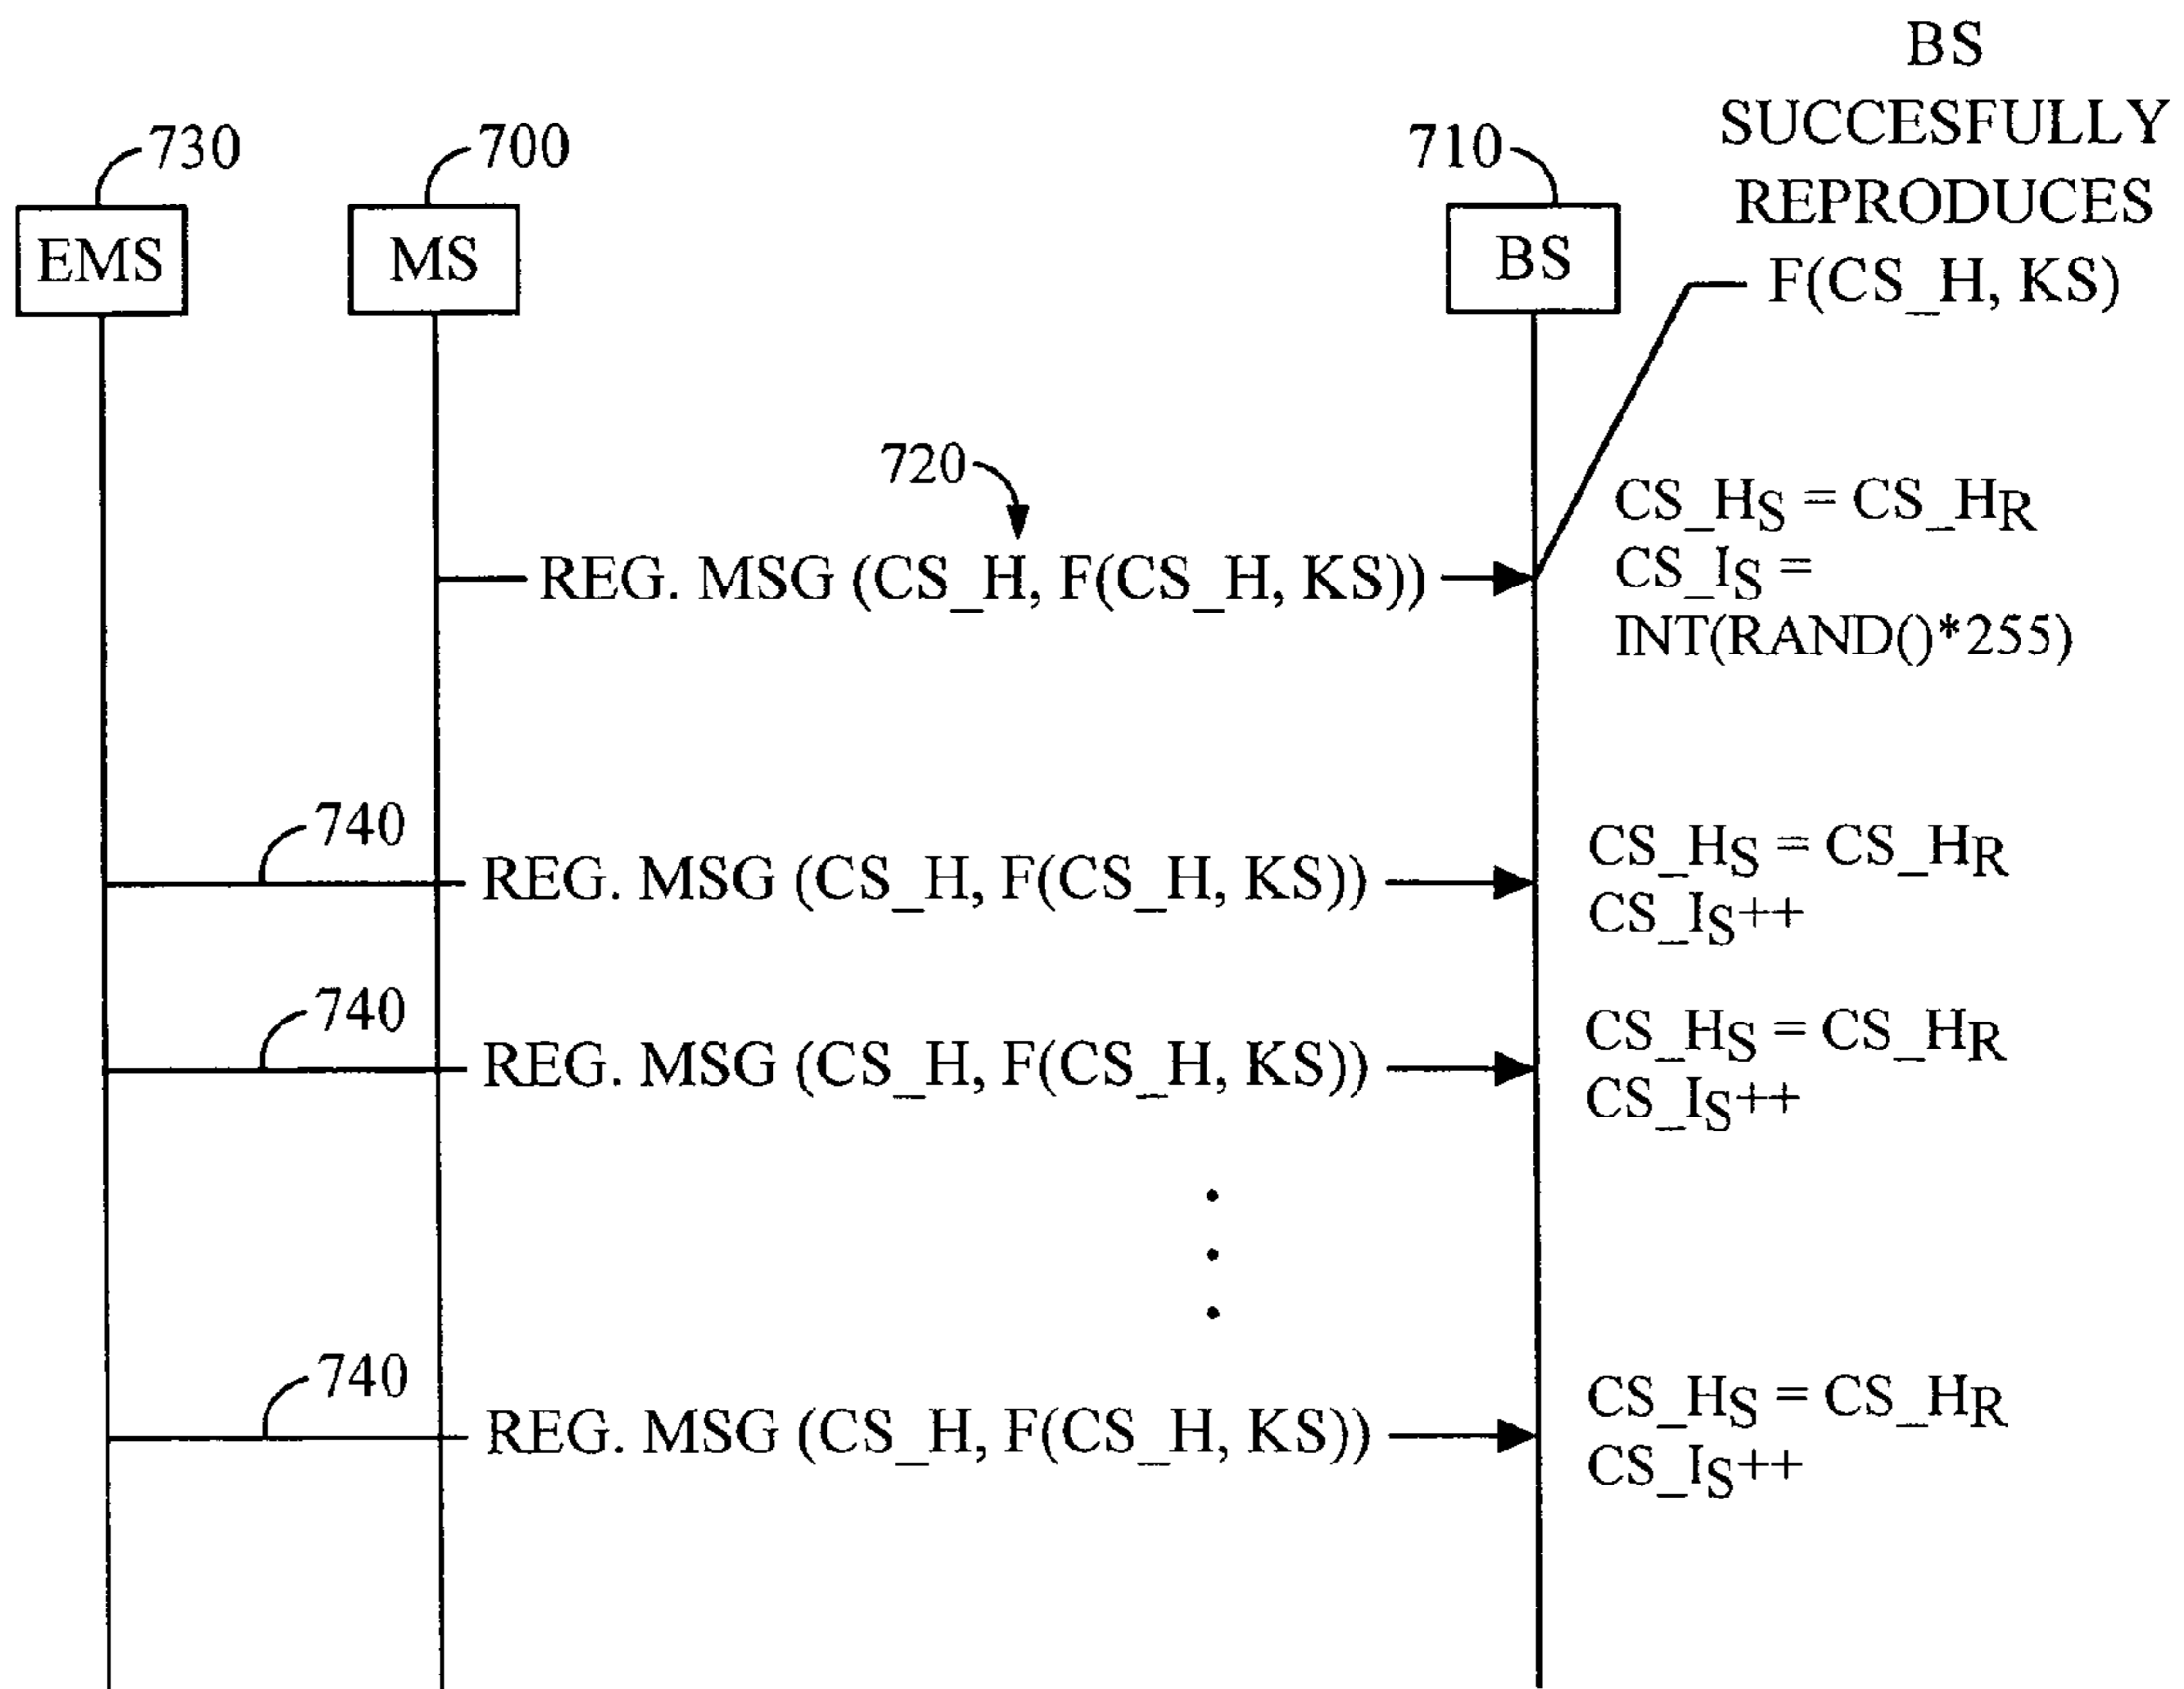 BS
SUCCESFULLY
REPRODUCES
F(CS_H, KS)
730
700
710
EMS
MS
BS
720
REG. MSG (CS_H, F(CS_H, KS))
CS_HS = CS_HR
CS_IS =
INT(RAND()*255)
740
REG. MSG (CS_H, F(CS_H, KS))
CS_HS = CS_HR
CS_IS++
740
REG. MSG (CS_H, F(CS_H, KS))
CS_HS = CS_HR
CS_IS++
740
REG. MSG (CS_H, F(CS_H, KS))
CS_HS = CS_HR
CS_IS++